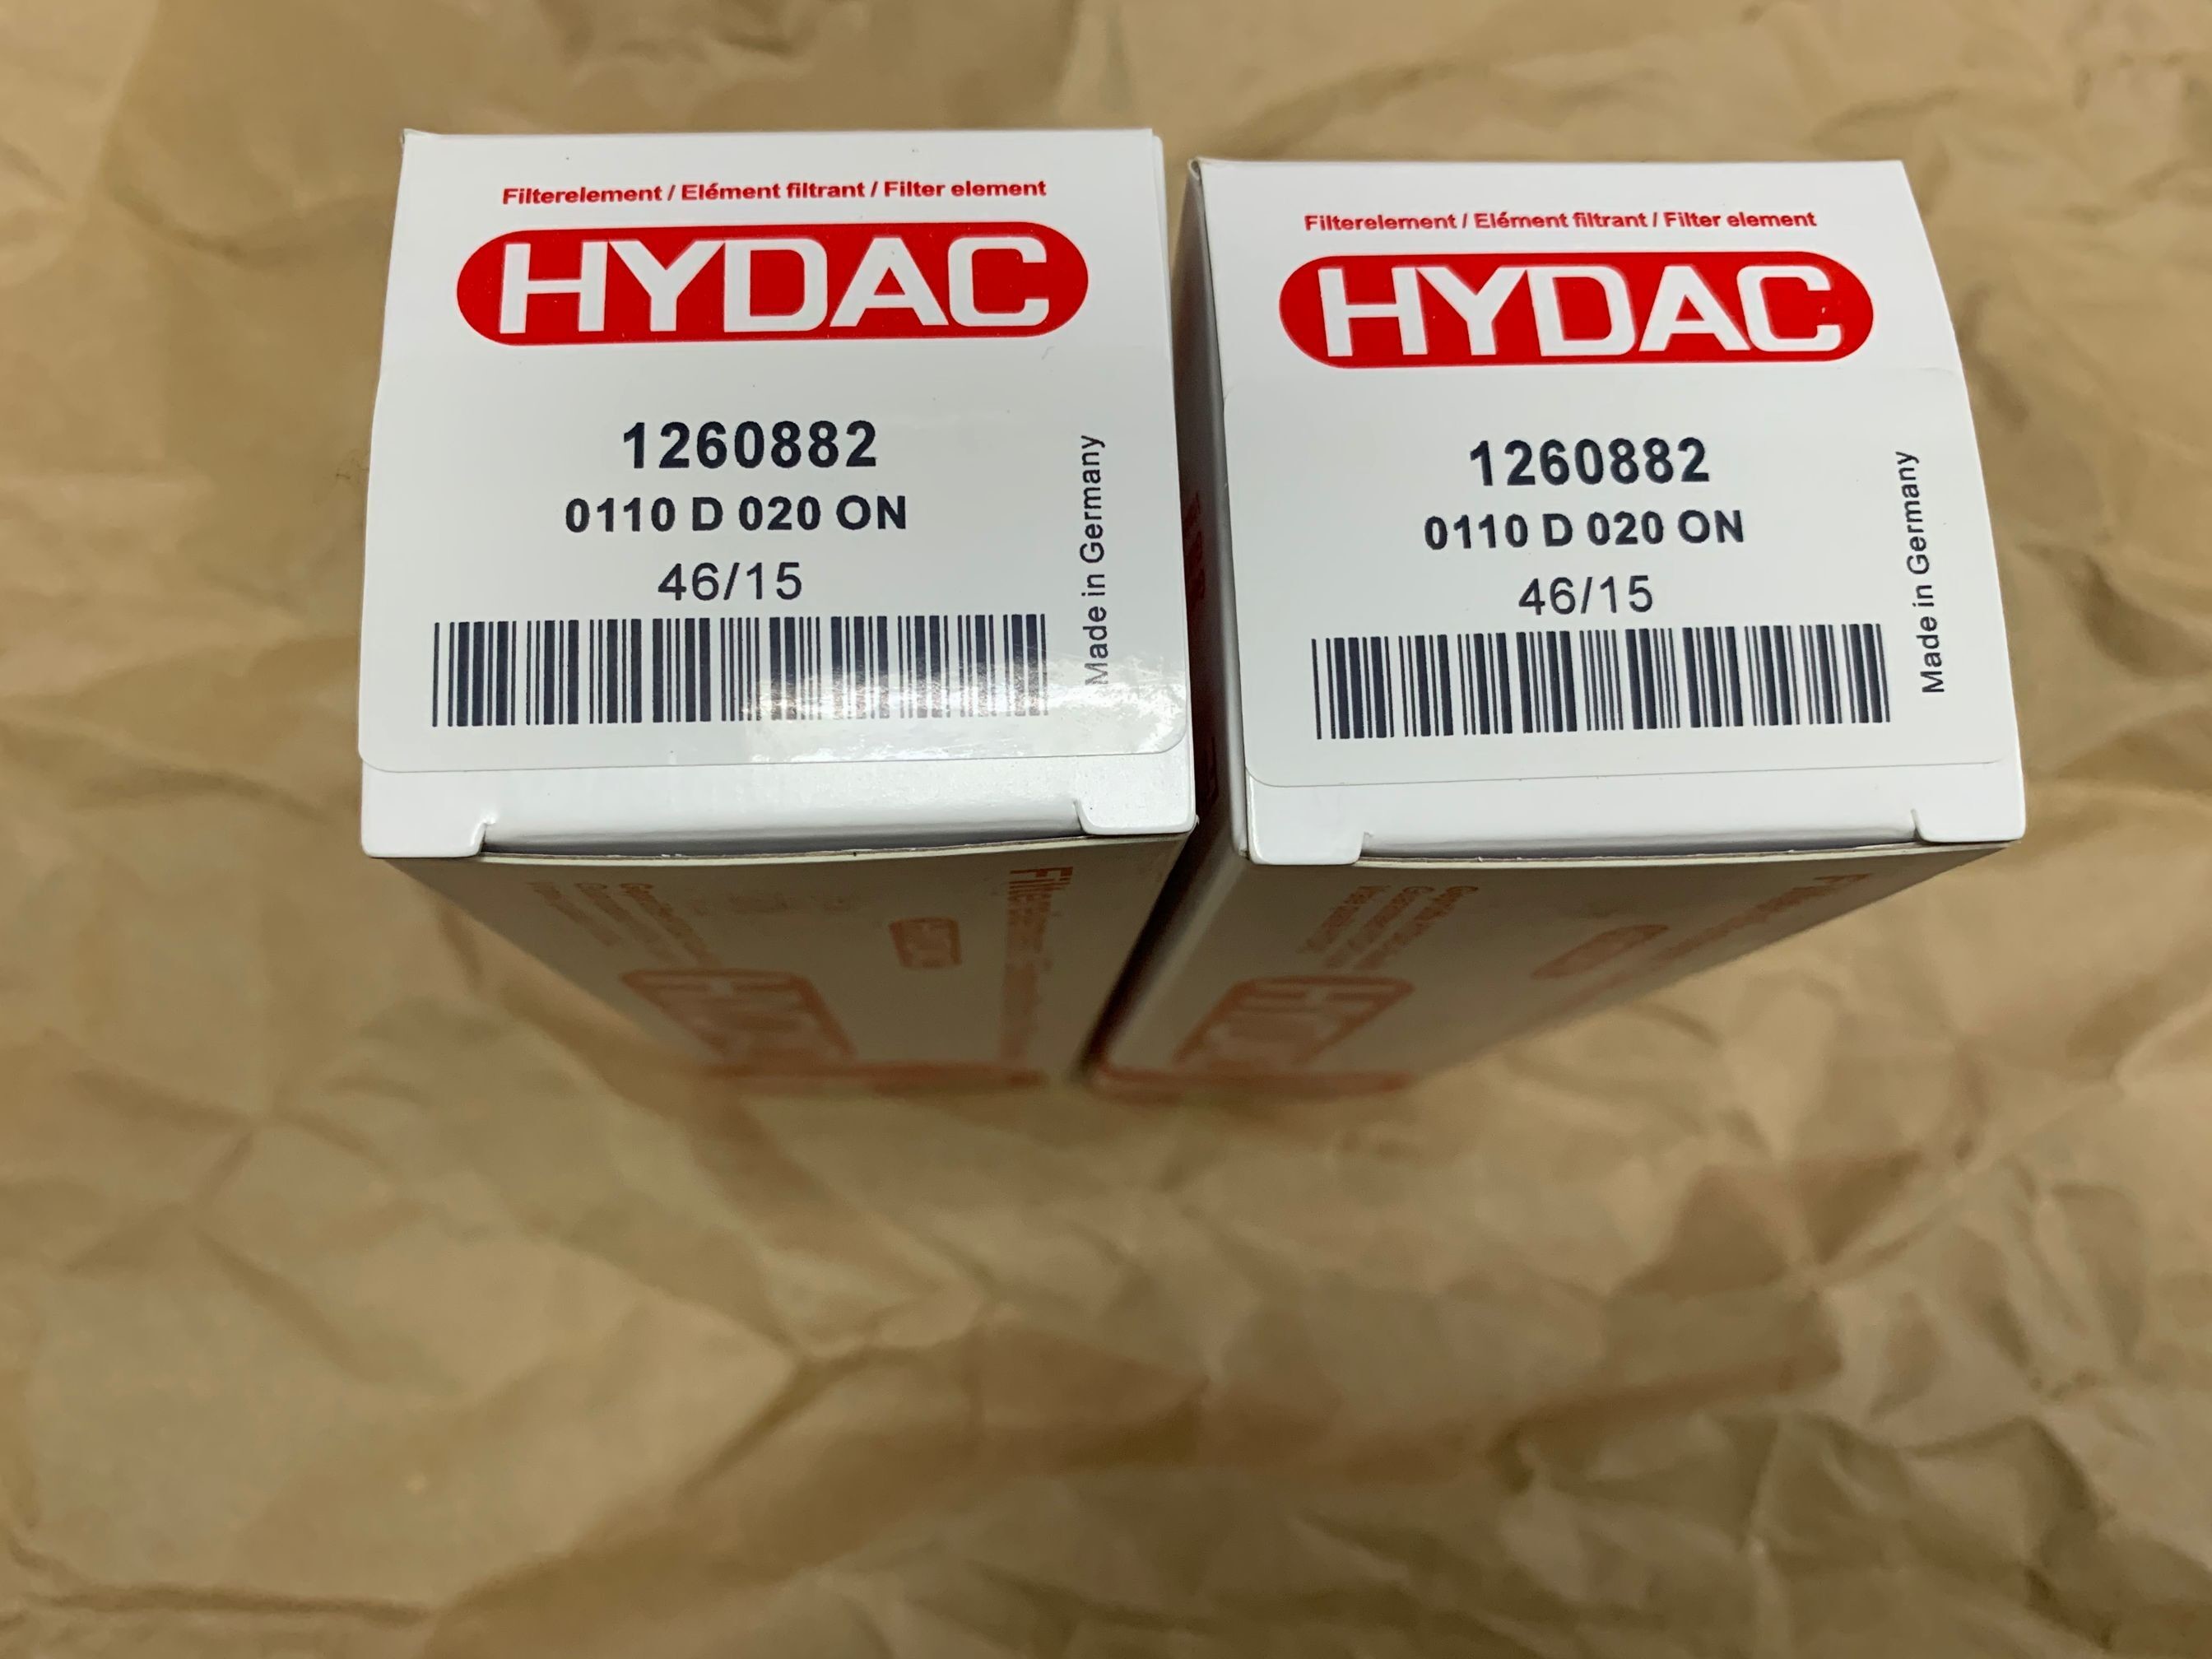 Filterelement / Elément filtrant / Filter element
HYDAC
1260882
0110 D 020 ON
46/15
Made in Germany
Filterelement / Elément filtrant / Filter element
HYDAC
1260882
0110 D 020 ON
46/15
Made in Germany